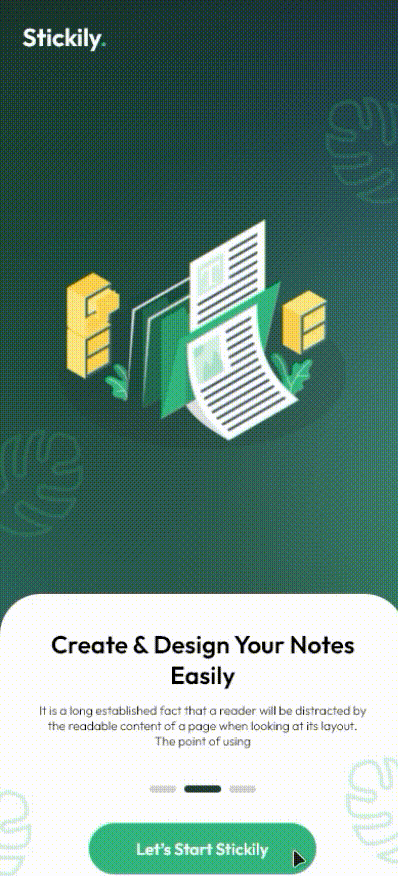 Stickily.
Create & Design Your Notes
Easily
It is a long established fact that a reader will be distracted by
the readable content of a page when looking at its layout.
The point of using
Let's Start Stickily